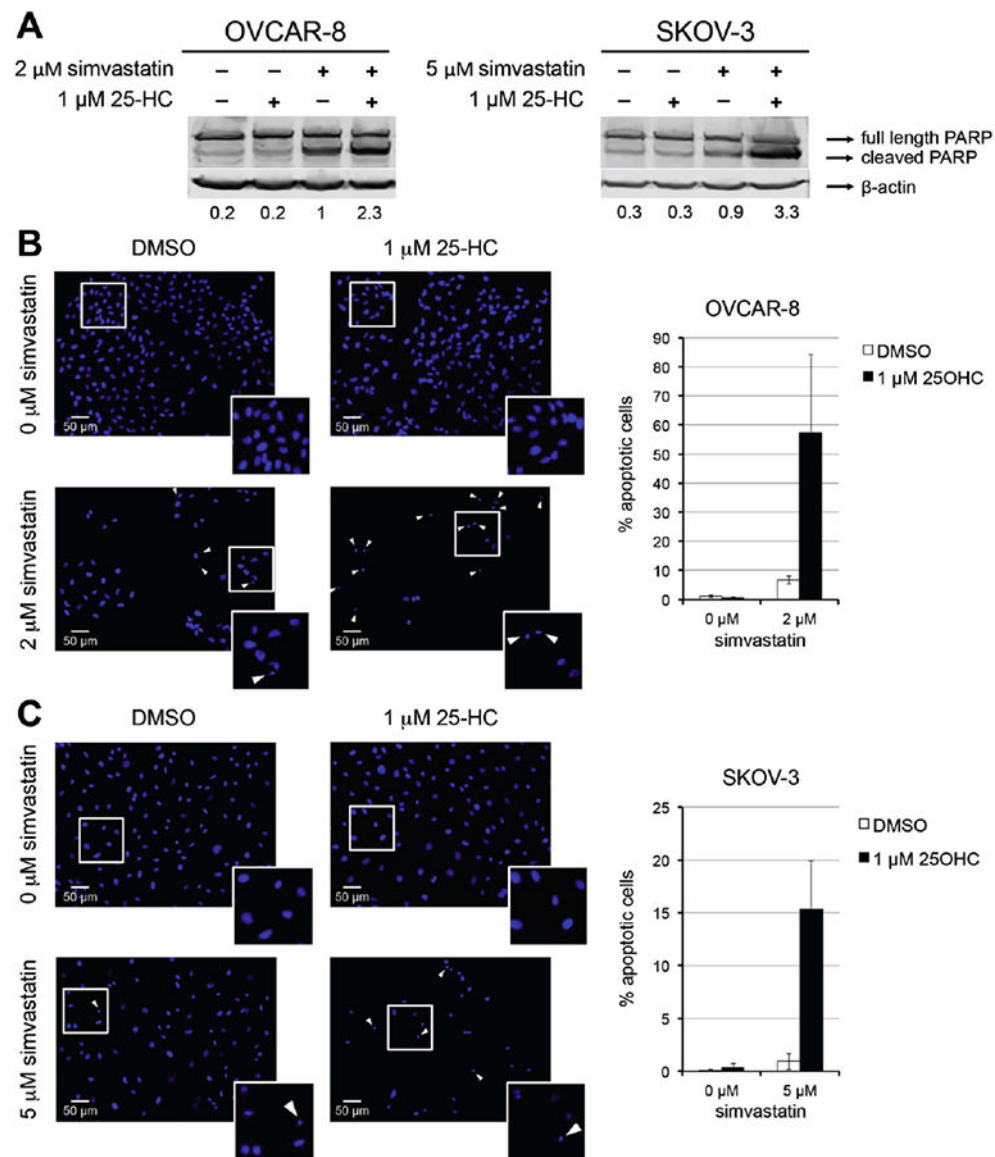 A
OVCAR-8
SKOV-3
2 µM simvastatin − − + +
5 µM simvastatin − − + +
1 µM 25-HC − + − +
1 µM 25-HC − + − +
full length PARP
cleaved PARP
β-actin
0.2 0.2 1 2.3
0.3 0.3 0.9 3.3
B
DMSO
1 µM 25-HC
0 µM simvastatin
50 µm
50 µm
2 µM simvastatin
50 µm
50 µm
OVCAR-8
% apoptotic cells
90
80
70
60
50
40
30
20
10
0
0 µM 2 µM
simvastatin
DMSO
1 µM 25OHC
C
DMSO
1 µM 25-HC
0 µM simvastatin
50 µm
50 µm
5 µM simvastatin
50 µm
50 µm
SKOV-3
% apoptotic cells
25
20
15
10
5
0
0 µM 5 µM
simvastatin
DMSO
1 µM 25OHC